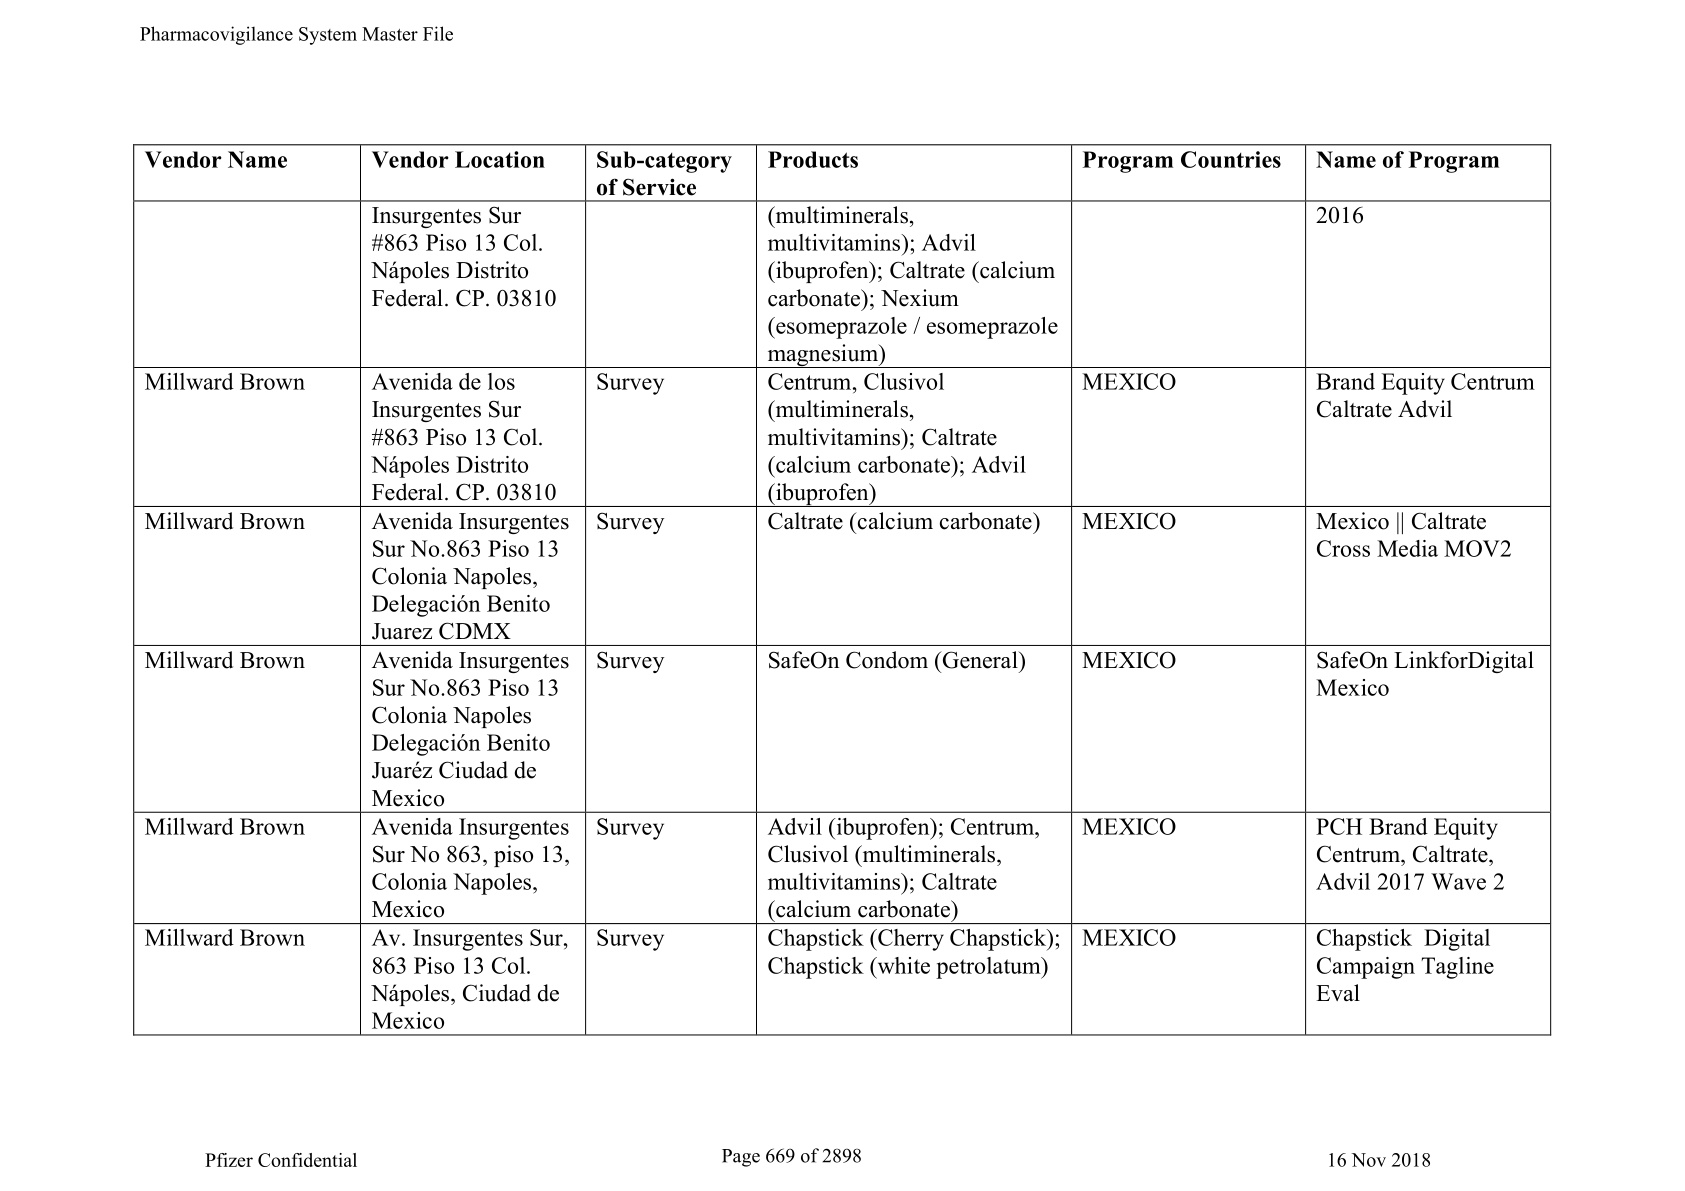 Pharmacovigilance System Master File
Vendor Name
Vendor Location
Sub-category
of Service
Products
Program Countries
Name of Program
Insurgentes Sur
#863 Piso 13 Col.
Nápoles Distrito
Federal. CP. 03810
(multiminerals,
multivitamins); Advil
(ibuprofen); Caltrate (calcium
carbonate); Nexium
(esomeprazole / esomeprazole
magnesium)
2016
Millward Brown
Avenida de los
Insurgentes Sur
#863 Piso 13 Col.
Nápoles Distrito
Federal. CP. 03810
Survey
Centrum, Clusivol
(multiminerals,
multivitamins); Caltrate
(calcium carbonate); Advil
(ibuprofen)
MEXICO
Brand Equity Centrum
Caltrate Advil
Millward Brown
Avenida Insurgentes
Sur No.863 Piso 13
Colonia Napoles,
Delegación Benito
Juarez CDMX
Survey
Caltrate (calcium carbonate)
MEXICO
Mexico || Caltrate
Cross Media MOV2
Millward Brown
Avenida Insurgentes
Sur No.863 Piso 13
Colonia Napoles
Delegación Benito
Juaréz Ciudad de
Mexico
Survey
SafeOn Condom (General)
MEXICO
SafeOn LinkforDigital
Mexico
Millward Brown
Avenida Insurgentes
Sur No 863, piso 13,
Colonia Napoles,
Mexico
Survey
Advil (ibuprofen); Centrum,
Clusivol (multiminerals,
multivitamins); Caltrate
(calcium carbonate)
MEXICO
PCH Brand Equity
Centrum, Caltrate,
Advil 2017 Wave 2
Millward Brown
Av. Insurgentes Sur,
863 Piso 13 Col.
Nápoles, Ciudad de
Mexico
Survey
Chapstick (Cherry Chapstick);
Chapstick (white petrolatum)
MEXICO
Chapstick  Digital
Campaign Tagline
Eval
Pfizer Confidential
Page 669 of 2898
16 Nov 2018